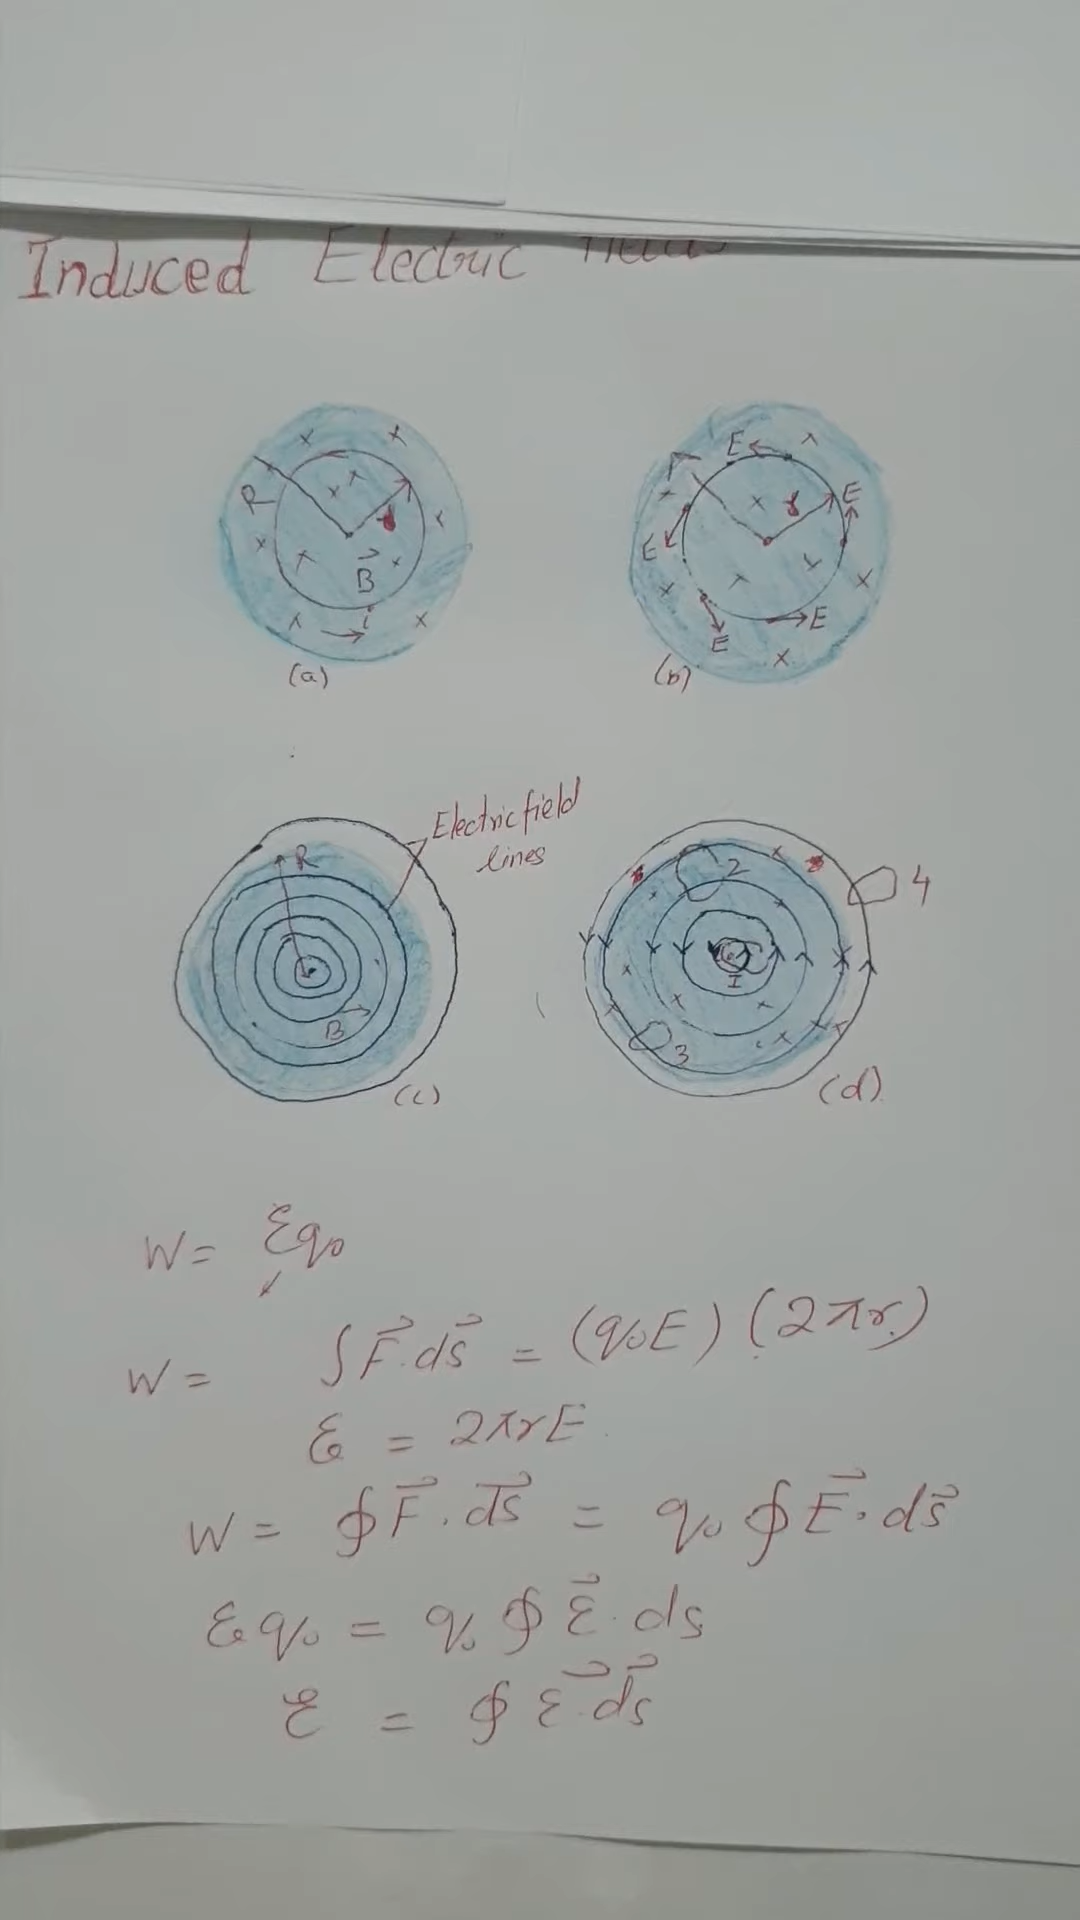 Induced Electric Fields
R r B i
(a)
E E r E E E
(b)
Electric field
lines
R
B
(c)
2 4
I
3
(d)
W = ℰq₀
W = ∫F⃗.ds⃗ = (q₀E) (2πr)
ℰ = 2πrE
W = ∮F⃗.ds⃗ = q₀∮E⃗.ds⃗
ℰq₀ = q₀∮ℰ⃗.ds
ℰ = ∮ℰ⃗.ds⃗